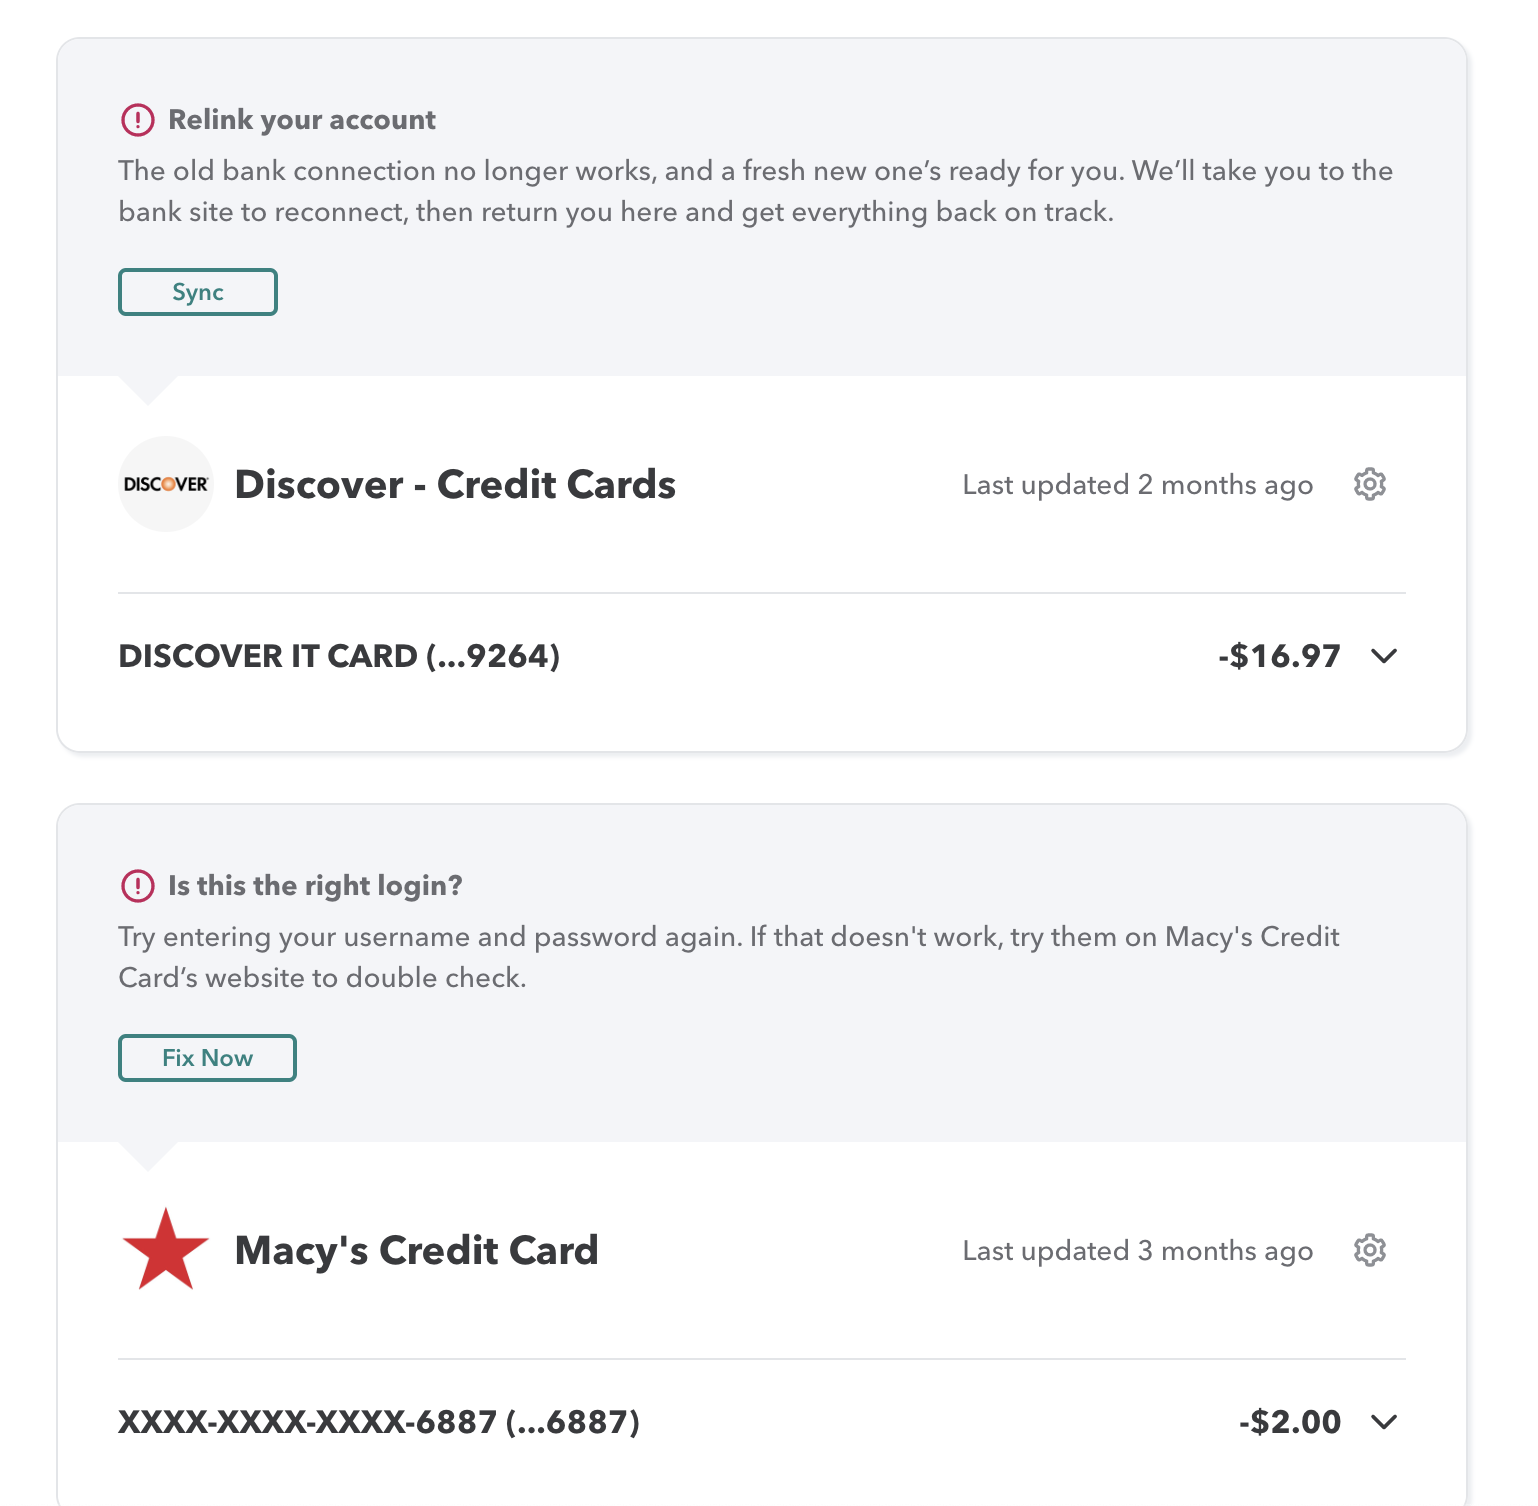 Relink your account
The old bank connection no longer works, and a fresh new one’s ready for you. We’ll take you to the
bank site to reconnect, then return you here and get everything back on track.
Sync
DISCOVER
Discover - Credit Cards
Last updated 2 months ago
DISCOVER IT CARD (...9264)
-$16.97
Is this the right login?
Try entering your username and password again. If that doesn't work, try them on Macy's Credit
Card’s website to double check.
Fix Now
Macy's Credit Card
Last updated 3 months ago
XXXX-XXXX-XXXX-6887 (...6887)
-$2.00